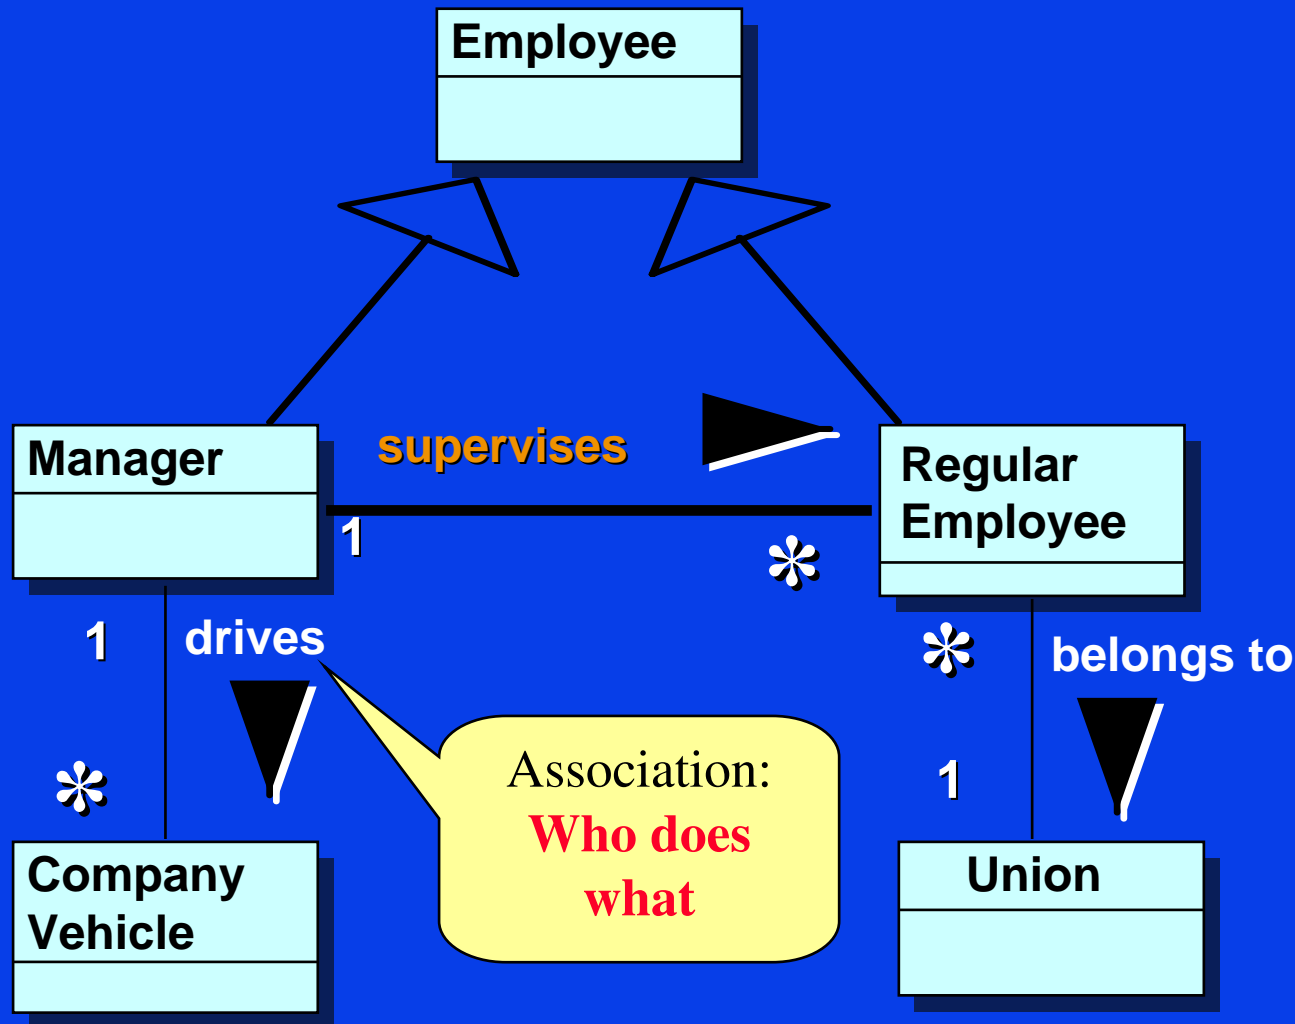 Employee
Manager
supervises
Regular
Employee
1
*
1
drives
*
belongs to
*
1
Association:
Who does
what
Company
Vehicle
Union